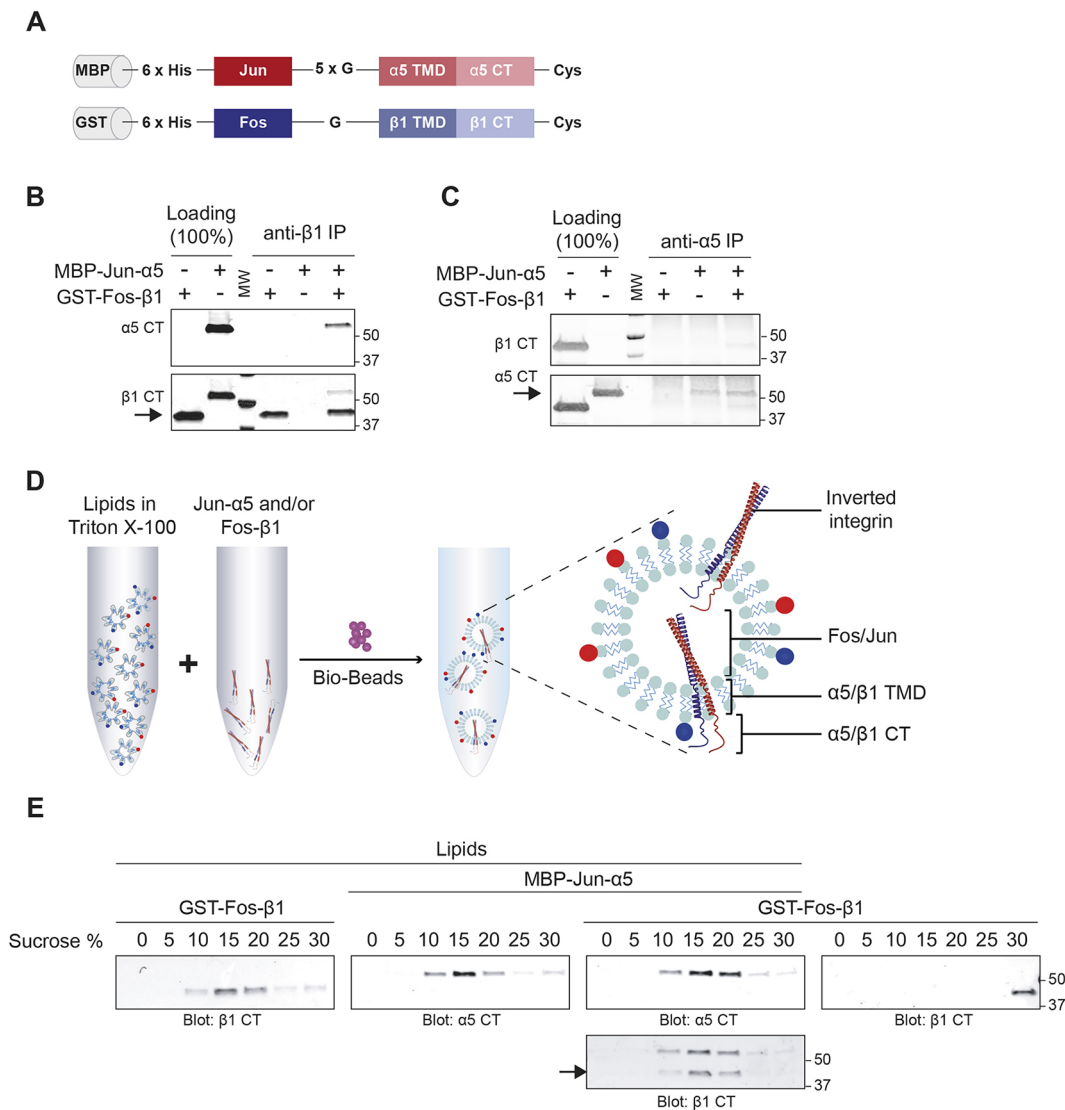 A
MBP 6 x His Jun 5 x G α5 TMD α5 CT Cys
GST 6 x His Fos G β1 TMD β1 CT Cys
B
Loading
(100%)
anti-β1 IP
MBP-Jun-α5 - + MW - + +
GST-Fos-β1 + - + - +
α5 CT
50
37
β1 CT
50
37
C
Loading
(100%)
anti-α5 IP
MBP-Jun-α5 - + MW - + +
GST-Fos-β1 + - + - +
β1 CT
50
37
α5 CT
50
37
D
Lipids in
Triton X-100
+
Jun-α5 and/or
Fos-β1
Bio-Beads
Inverted
integrin
Fos/Jun
α5/β1 TMD
α5/β1 CT
E
Lipids
MBP-Jun-α5
GST-Fos-β1 GST-Fos-β1
Sucrose % 0 5 10 15 20 25 30 0 5 10 15 20 25 30 0 5 10 15 20 25 30 30
50
37
Blot: β1 CT Blot: α5 CT Blot: α5 CT Blot: β1 CT
50
37
Blot: β1 CT